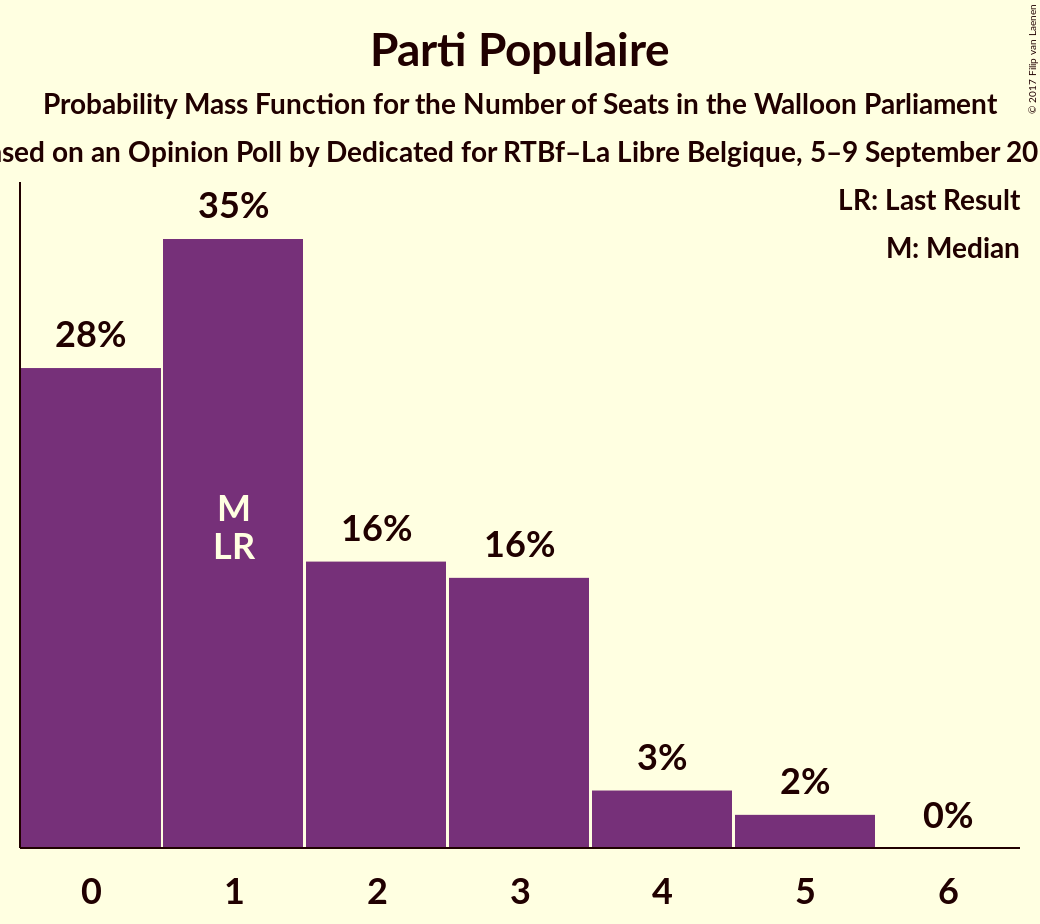 Parti Populaire
Probability Mass Function for the Number of Seats in the Walloon Parliament
on an Opinion Poll by Dedicated for RTBf–La Libre Belgique, 5–9 September
LR: Last Result
M: Median
35%
28%
M
LR
16%
16%
3%
2%
0%
0 1 2 3 4 5 6
© 2017 Filip van Laenen